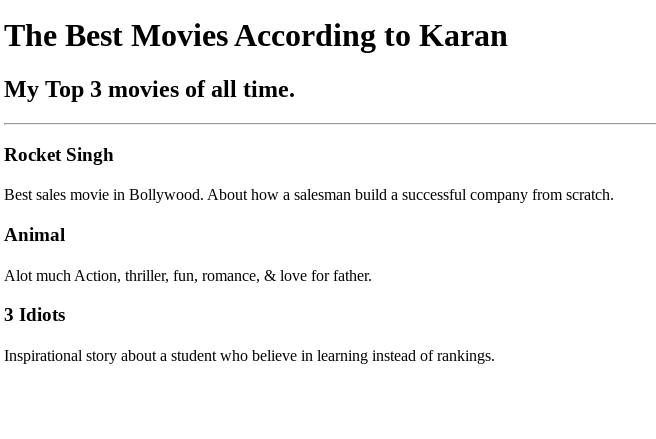 The Best Movies According to Karan
My Top 3 movies of all time.
Rocket Singh
Best sales movie in Bollywood. About how a salesman build a successful company from scratch.
Animal
Alot much Action, thriller, fun, romance, & love for father.
3 Idiots
Inspirational story about a student who believe in learning instead of rankings.